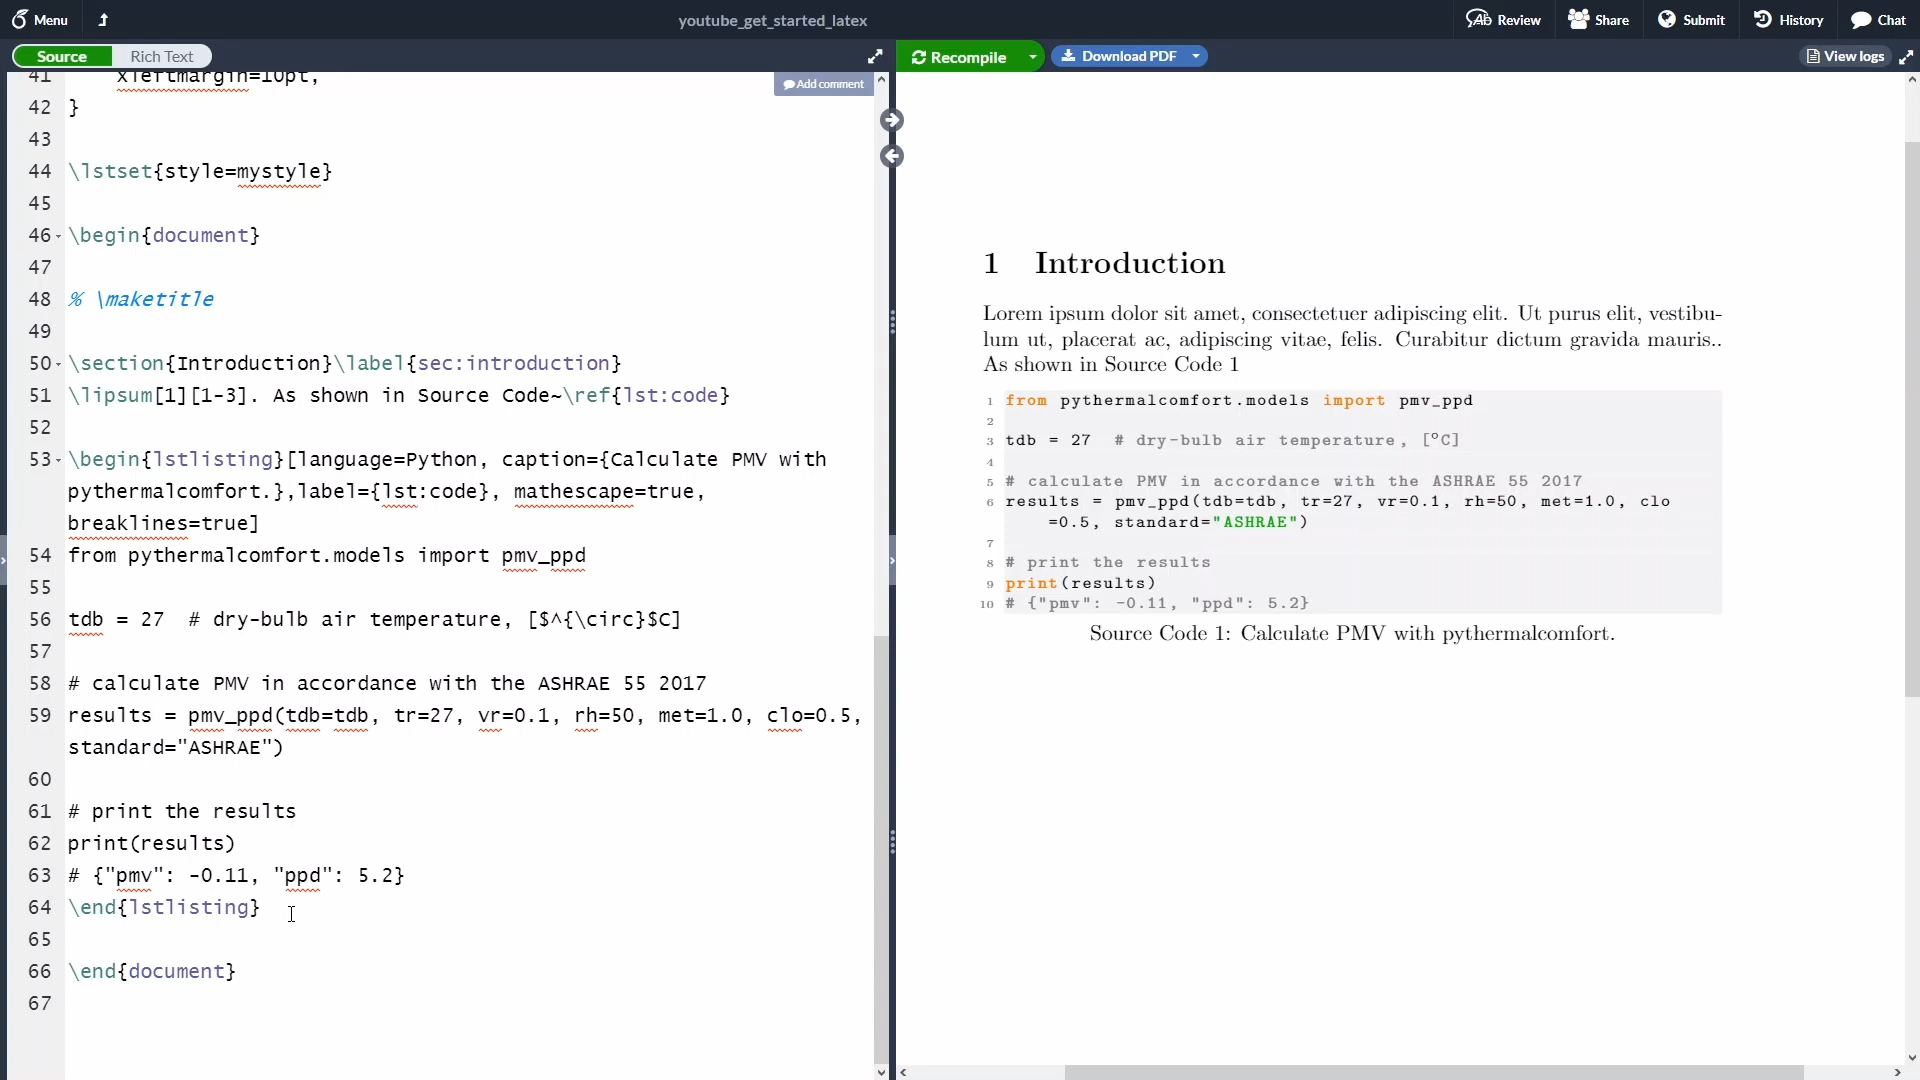 Menu
youtube_get_started_latex
Review
Share
Submit
History
Chat
Source
Rich Text
Recompile
Download PDF
View logs
Add comment
41 xleftmargin=10pt,
42 }
43
44 \lstset{style=mystyle}
45
46 \begin{document}
47
48 % \maketitle
49
50 \section{Introduction}\label{sec:introduction}
51 \lipsum[1][1-3]. As shown in Source Code~\ref{lst:code}
52
53 \begin{lstlisting}[language=Python, caption={Calculate PMV with
pythermalcomfort.},label={lst:code}, mathescape=true,
breaklines=true]
54 from pythermalcomfort.models import pmv_ppd
55
56 tdb = 27  # dry-bulb air temperature, [$^{\circ}$C]
57
58 # calculate PMV in accordance with the ASHRAE 55 2017
59 results = pmv_ppd(tdb=tdb, tr=27, vr=0.1, rh=50, met=1.0, clo=0.5,
standard="ASHRAE")
60
61 # print the results
62 print(results)
63 # {"pmv": -0.11, "ppd": 5.2}
64 \end{lstlisting}
65
66 \end{document}
67
1 Introduction
Lorem ipsum dolor sit amet, consectetuer adipiscing elit. Ut purus elit, vestibu-
lum ut, placerat ac, adipiscing vitae, felis. Curabitur dictum gravida mauris..
As shown in Source Code 1
1 from pythermalcomfort.models import pmv_ppd
2
3 tdb = 27  # dry-bulb air temperature, [°C]
4
5 # calculate PMV in accordance with the ASHRAE 55 2017
6 results = pmv_ppd(tdb=tdb, tr=27, vr=0.1, rh=50, met=1.0, clo
=0.5, standard="ASHRAE")
7
8 # print the results
9 print(results)
10 # {"pmv": -0.11, "ppd": 5.2}
Source Code 1: Calculate PMV with pythermalcomfort.